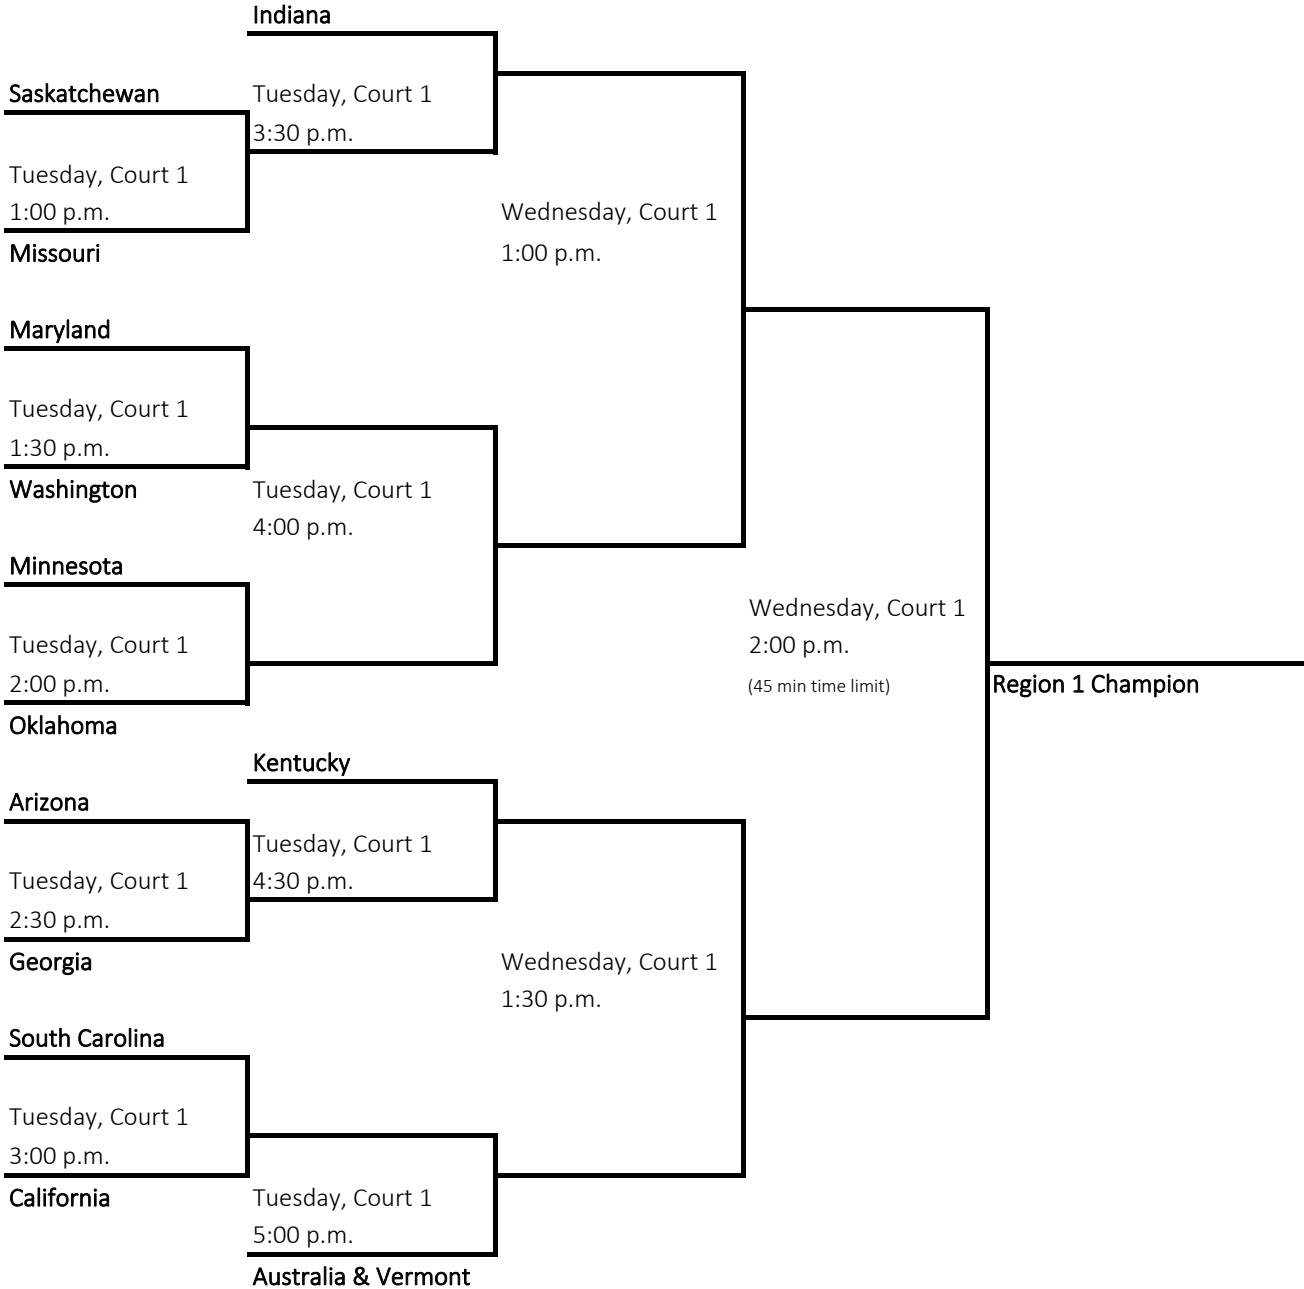 Indiana
Saskatchewan
Tuesday, Court 1
3:30 p.m.
Tuesday, Court 1
1:00 p.m.
Missouri
Wednesday, Court 1
1:00 p.m.
Maryland
Tuesday, Court 1
1:30 p.m.
Washington
Tuesday, Court 1
4:00 p.m.
Minnesota
Tuesday, Court 1
2:00 p.m.
Oklahoma
Wednesday, Court 1
2:00 p.m.
(45 min time limit)
Region 1 Champion
Kentucky
Arizona
Tuesday, Court 1
4:30 p.m.
Tuesday, Court 1
2:30 p.m.
Georgia
Wednesday, Court 1
1:30 p.m.
South Carolina
Tuesday, Court 1
3:00 p.m.
California
Tuesday, Court 1
5:00 p.m.
Australia & Vermont